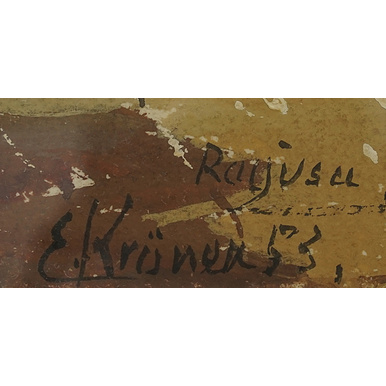 Ragusa
E. Krönen 53.